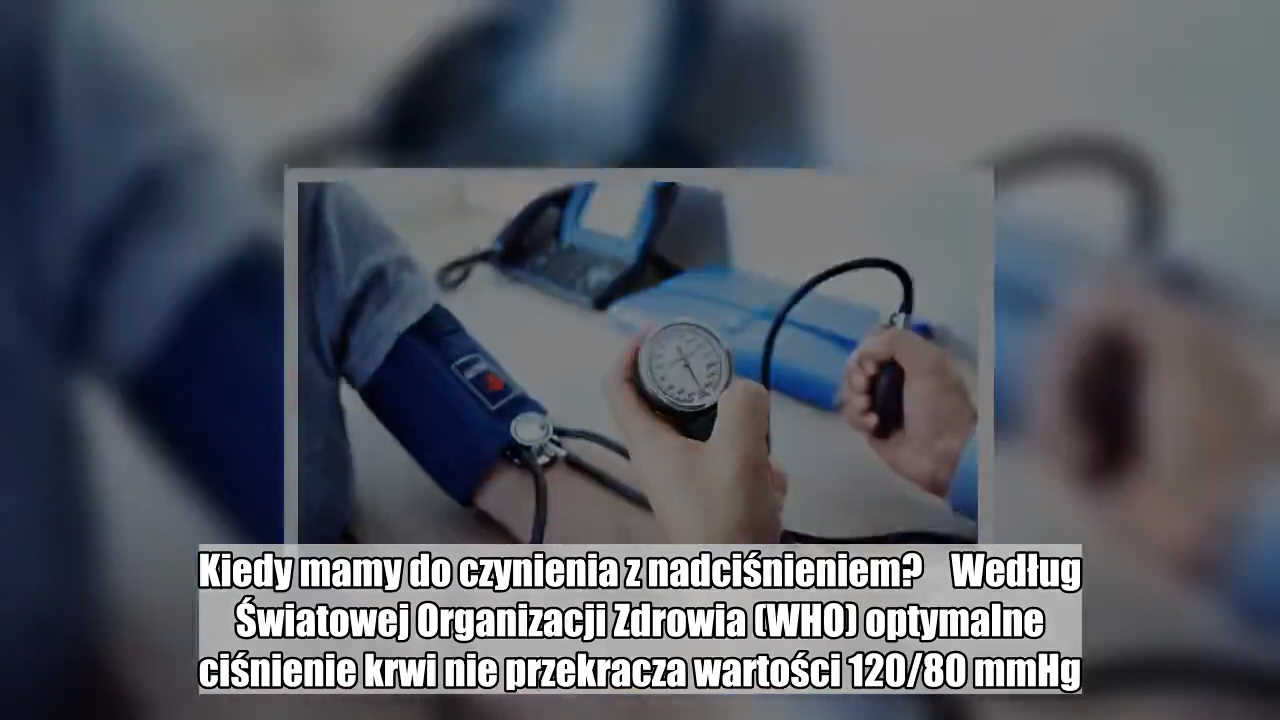 Kiedy mamy do czynienia z nadciśnieniem? Według
Światowej Organizacji Zdrowia (WHO) optymalne
ciśnienie krwi nie przekracza wartości 120/80 mmHg